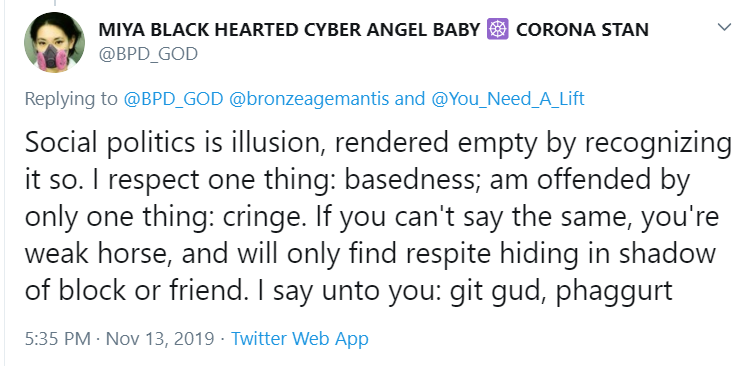 MIYA BLACK HEARTED CYBER ANGEL BABY ☸ CORONA STAN
@BPD_GOD
Replying to @BPD_GOD @bronzeagemantis and @You_Need_A_Lift
Social politics is illusion, rendered empty by recognizing
it so. I respect one thing: basedness; am offended by
only one thing: cringe. If you can't say the same, you're
weak horse, and will only find respite hiding in shadow
of block or friend. I say unto you: git gud, phaggurt
5:35 PM · Nov 13, 2019 · Twitter Web App